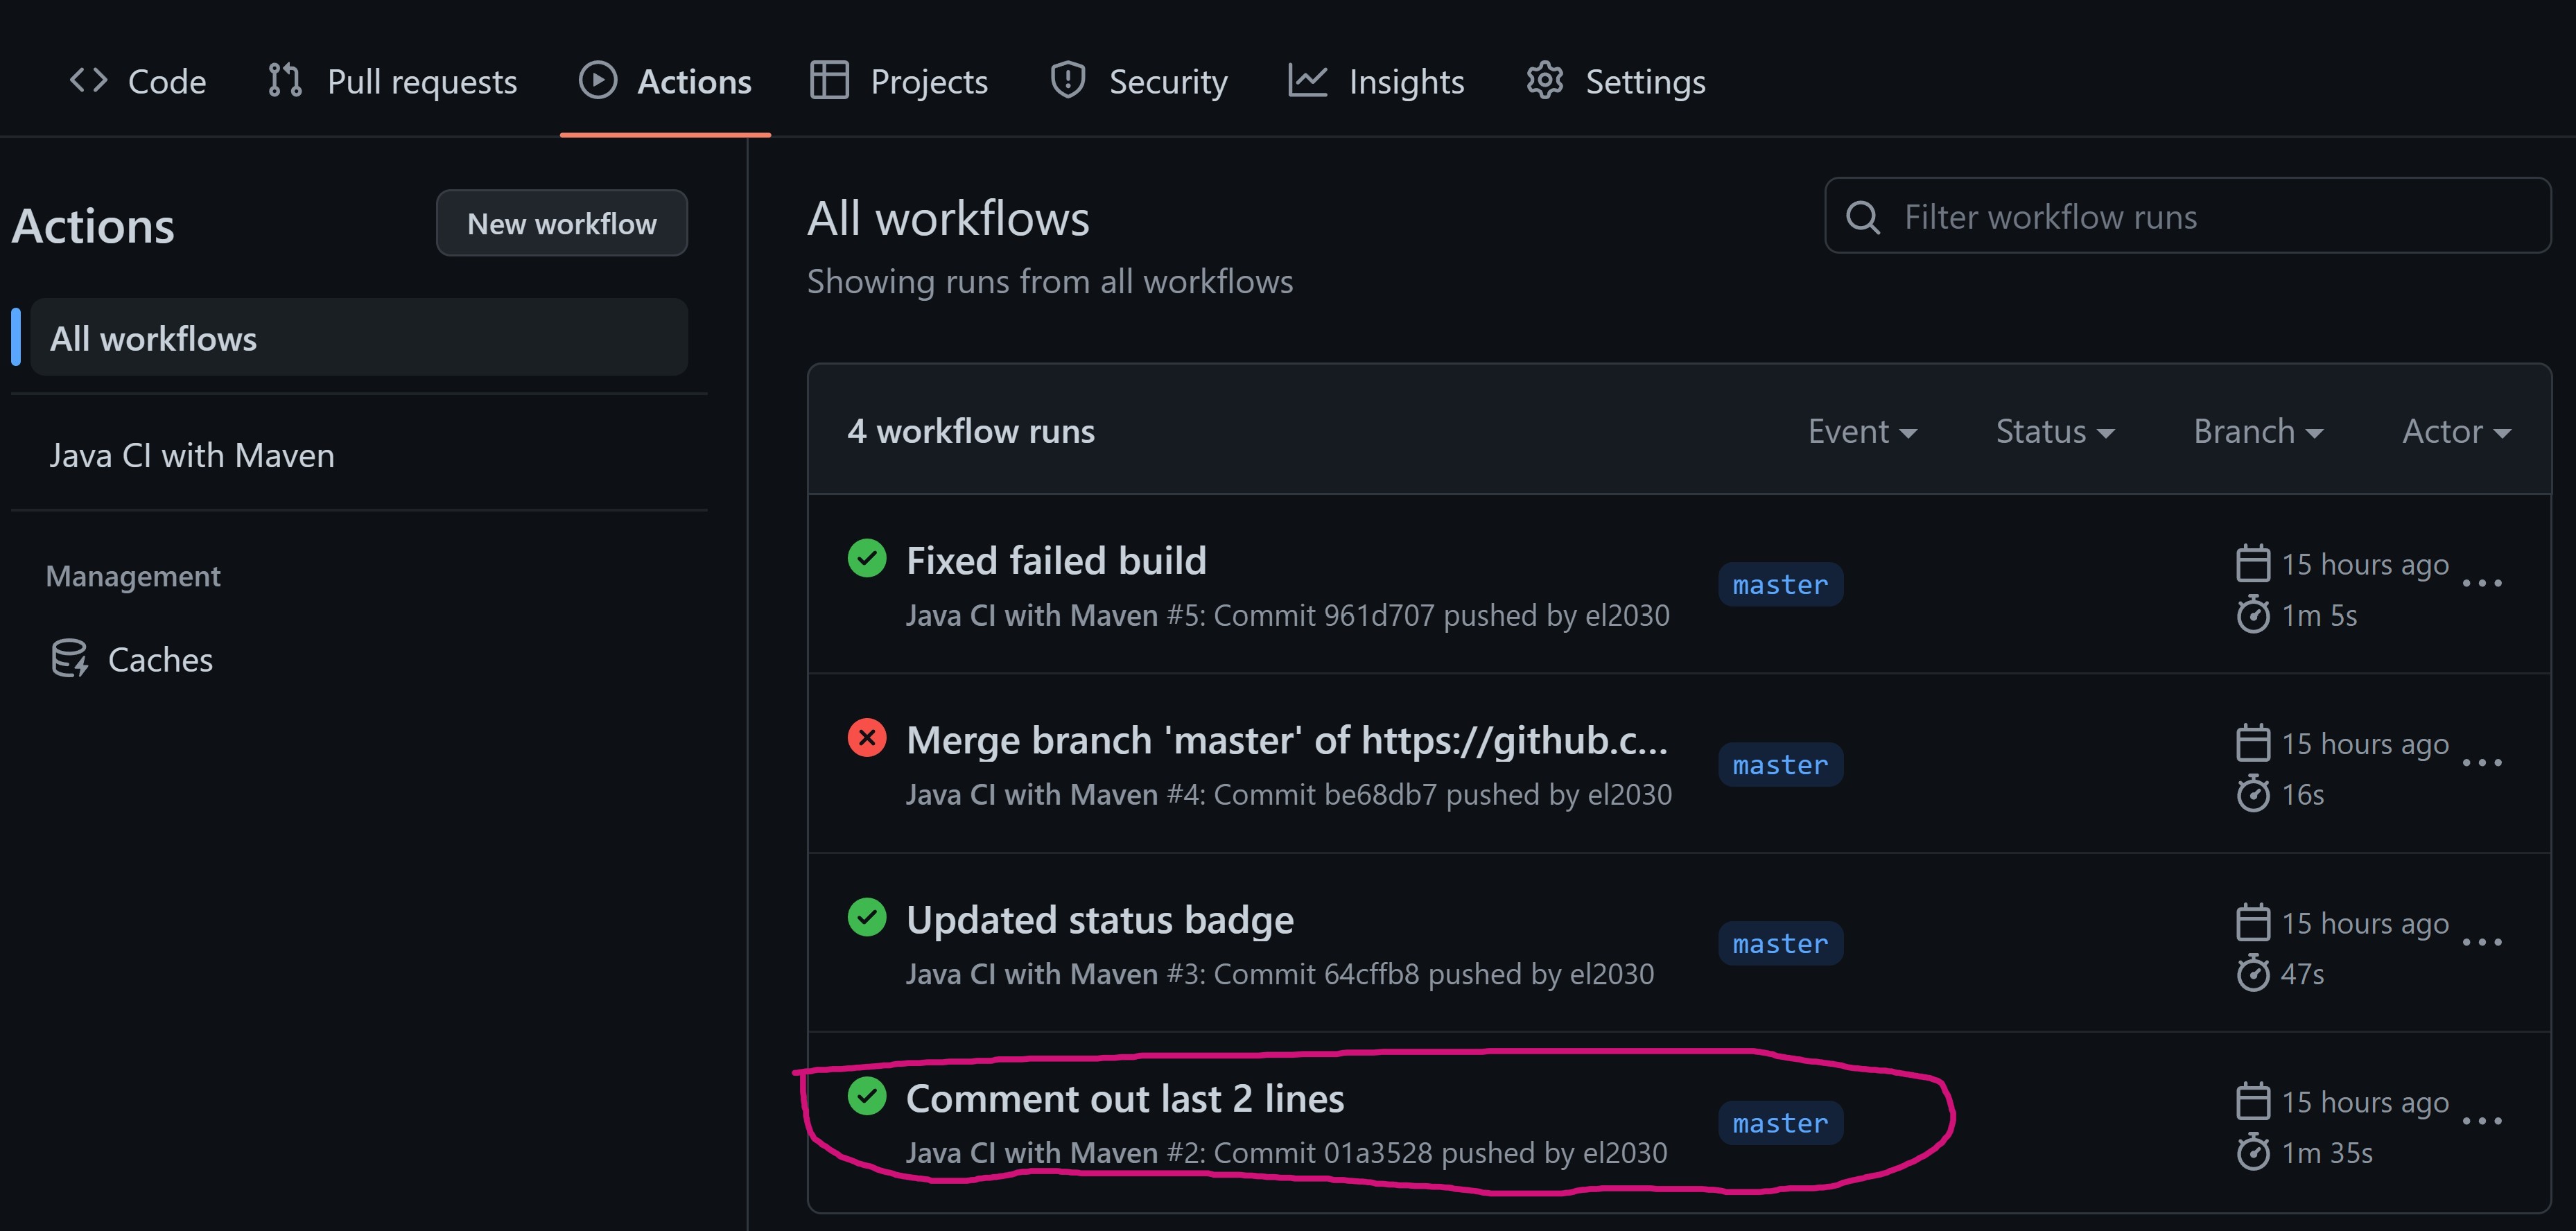 Code Pull requests Actions Projects Security Insights Settings
Actions
New workflow
All workflows
Java CI with Maven
Management
Caches
All workflows
Showing runs from all workflows
Filter workflow runs
4 workflow runs
Event Status Branch Actor
Fixed failed build
Java CI with Maven #5: Commit 961d707 pushed by el2030
master
15 hours ago
1m 5s
Merge branch 'master' of https://github.c...
Java CI with Maven #4: Commit be68db7 pushed by el2030
master
15 hours ago
16s
Updated status badge
Java CI with Maven #3: Commit 64cffb8 pushed by el2030
master
15 hours ago
47s
Comment out last 2 lines
Java CI with Maven #2: Commit 01a3528 pushed by el2030
master
15 hours ago
1m 35s